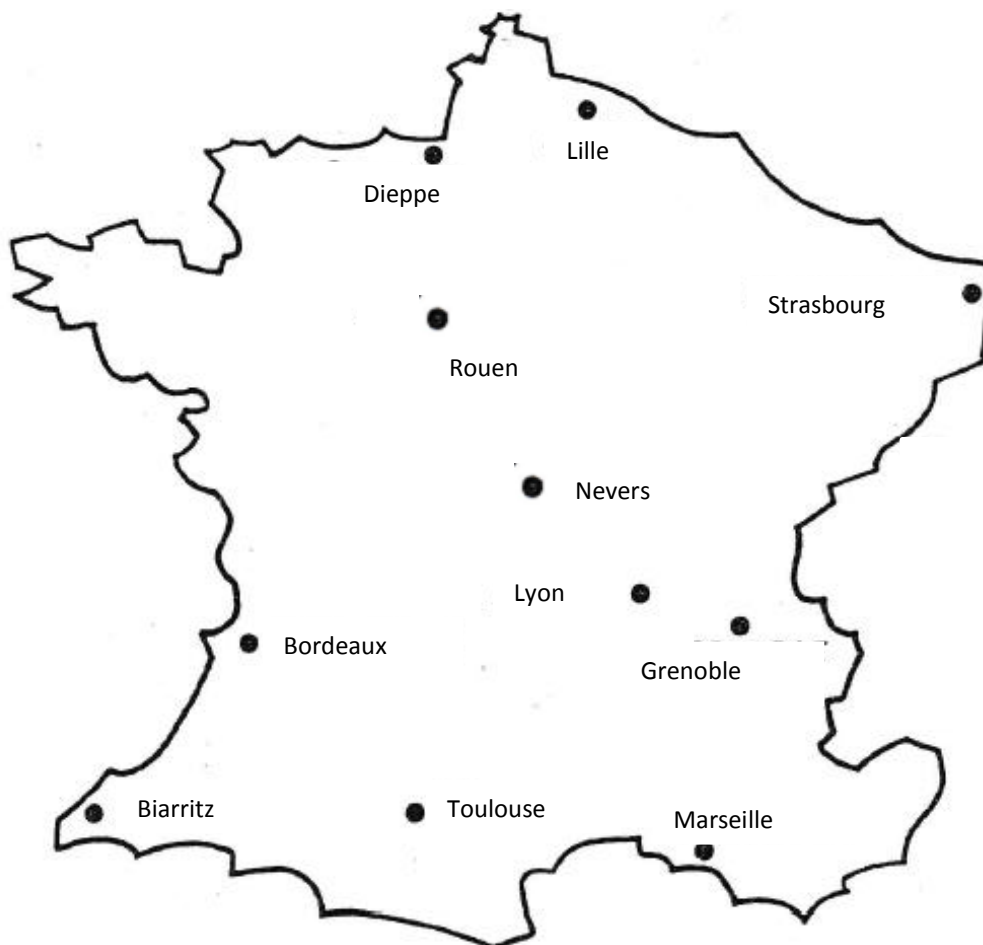 Lille
Dieppe
Strasbourg
Rouen
Nevers
Lyon
Bordeaux
Grenoble
Biarritz
Toulouse
Marseille